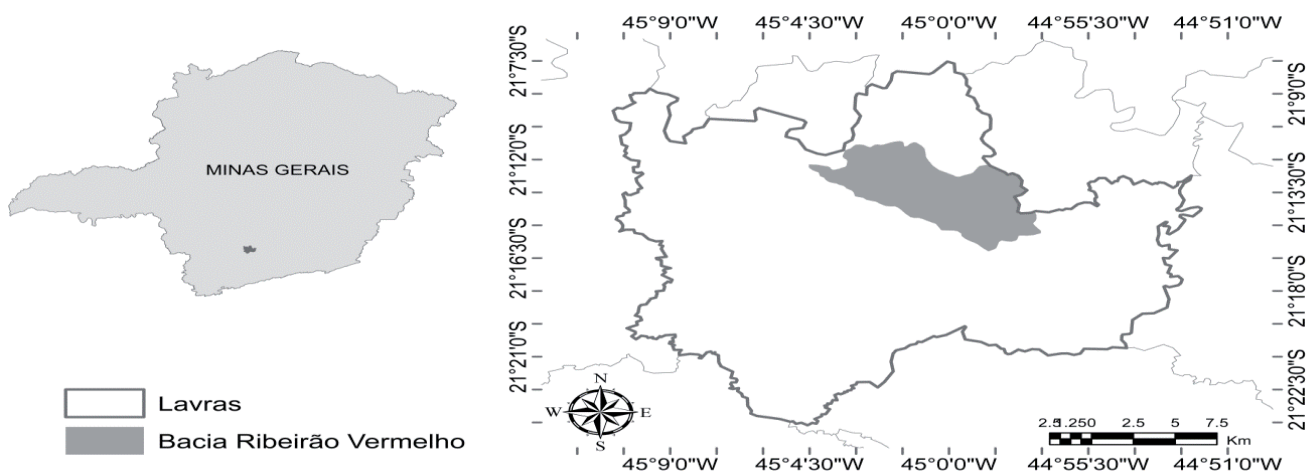 45°9'0"W 45°4'30"W 45°0'0"W 44°55'30"W 44°51'0"W
MINAS GERAIS
21°7'30"S
21°12'0"S
21°16'30"S
21°21'0"S
21°9'0"S
21°13'30"S
21°18'0"S
21°22'30"S
Lavras
Bacia Ribeirão Vermelho
N
W E
S
2.5 1.25 0 2.5 5 7.5
Km
45°9'0"W 45°4'30"W 45°0'0"W 44°55'30"W 44°51'0"W